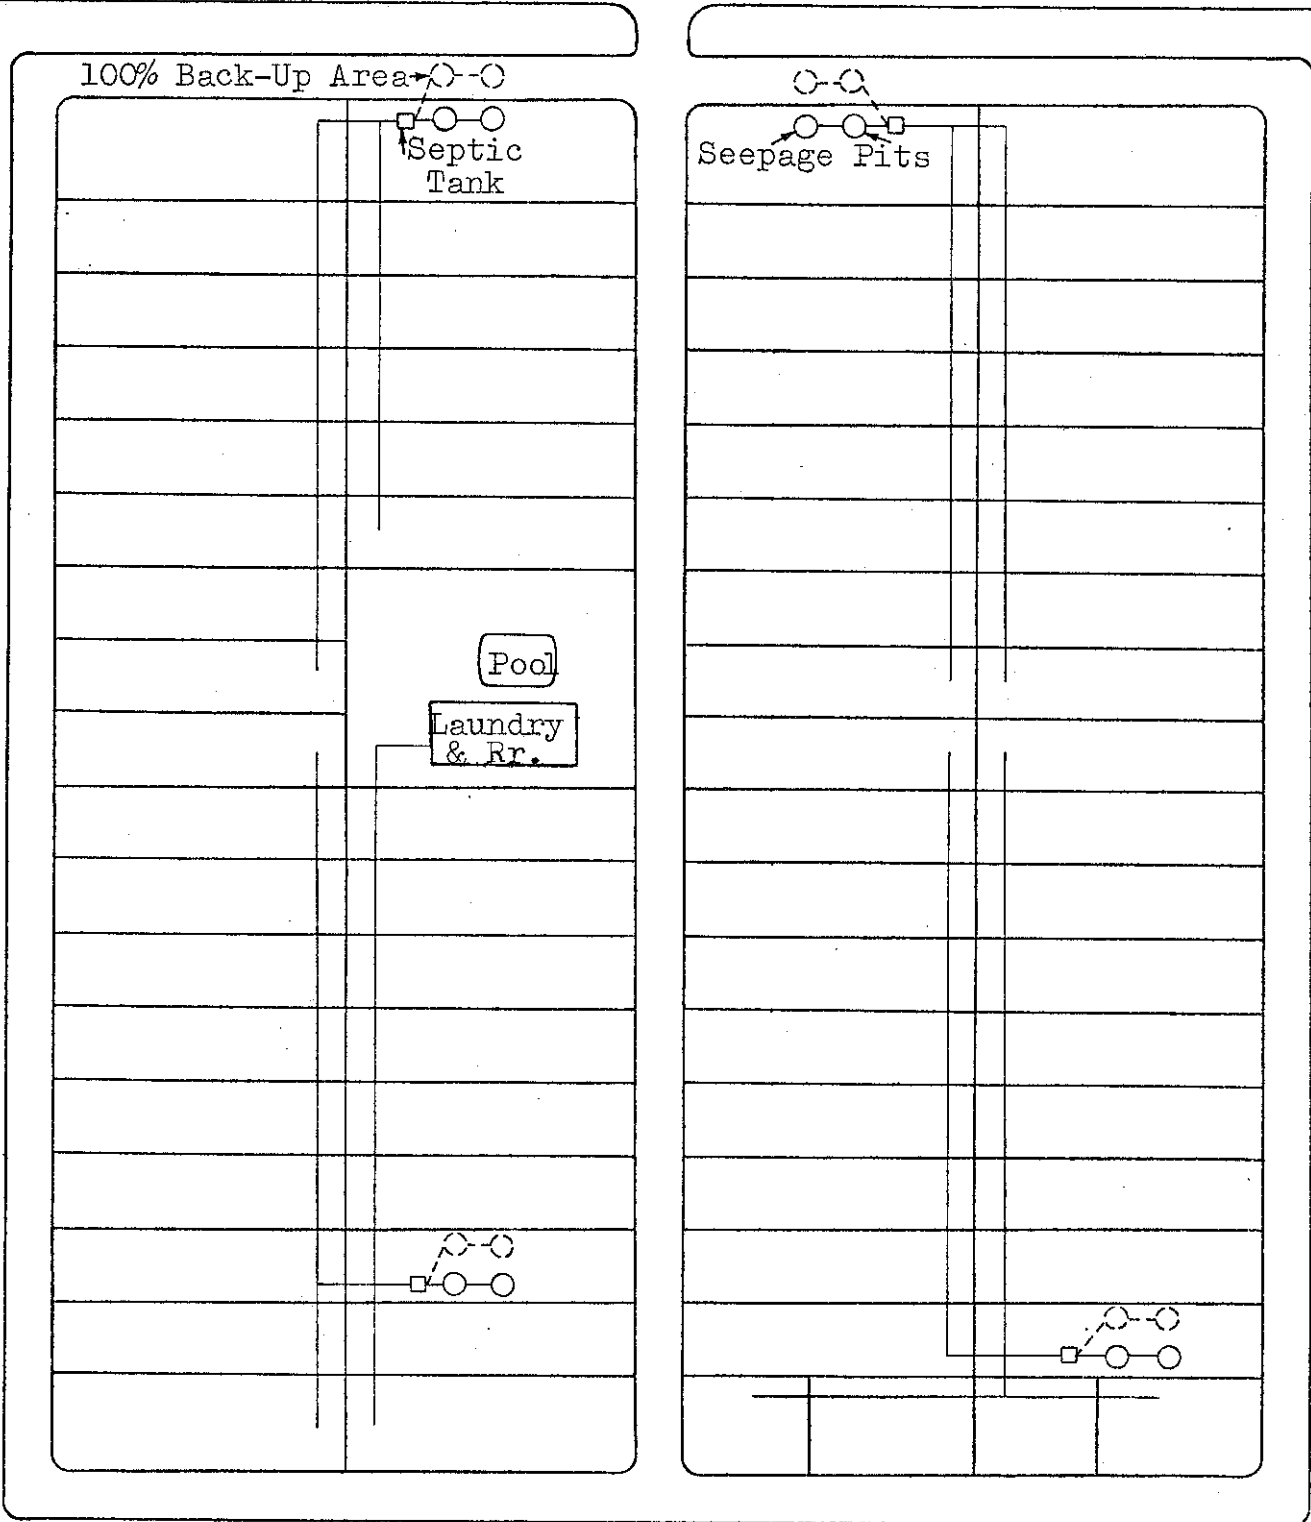 100% Back-Up Area
Septic
Tank
Seepage Pits
Pool
Laundry
& Rr.